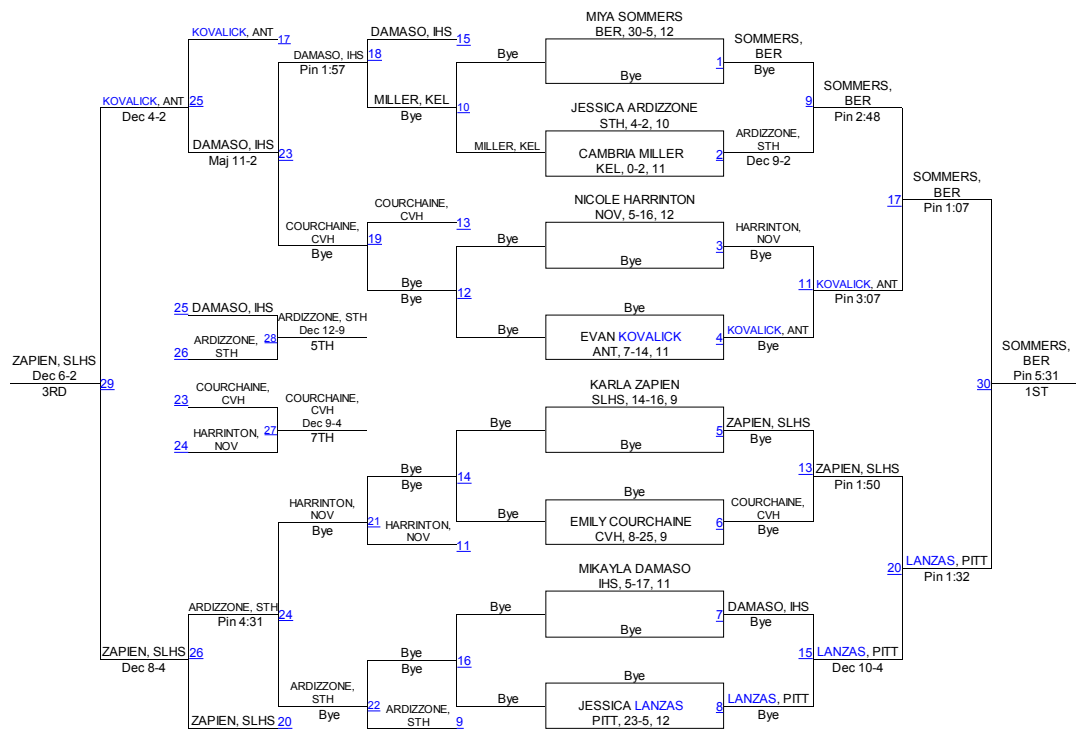 MIYA SOMMERS
BER, 30-5, 12
Bye
1
JESSICA ARDIZZONE
STH, 4-2, 10
CAMBRIA MILLER
KEL, 0-2, 11
2
NICOLE HARRINTON
NOV, 5-16, 12
Bye
3
Bye
EVAN KOVALICK
ANT, 7-14, 11
4
KARLA ZAPIEN
SLHS, 14-16, 9
Bye
5
Bye
EMILY COURCHAINE
CVH, 8-25, 9
6
MIKAYLA DAMASO
IHS, 5-17, 11
Bye
7
Bye
JESSICA LANZAS
PITT, 23-5, 12
8
SOMMERS,
BER
Bye
9
ARDIZZONE,
STH
Dec 9-2
HARRINTON,
NOV
Bye
11
KOVALICK, ANT
Bye
ZAPIEN, SLHS
Bye
13
COURCHAINE,
CVH
Bye
DAMASO, IHS
Bye
15
LANZAS, PITT
Bye
SOMMERS,
BER
Pin 2:48
17
KOVALICK, ANT
Pin 3:07
ZAPIEN, SLHS
Pin 1:50
20
LANZAS, PITT
Dec 10-4
SOMMERS,
BER
Pin 1:07
30
LANZAS, PITT
Pin 1:32
SOMMERS,
BER
Pin 5:31
1ST
Bye
10
MILLER, KEL
Bye
12
Bye
Bye
14
Bye
Bye
16
Bye
DAMASO, IHS
15
18
MILLER, KEL
Bye
COURCHAINE,
CVH
13
19
Bye
Bye
Bye
Bye
21
HARRINTON,
NOV
11
Bye
Bye
22
ARDIZZONE,
STH
9
DAMASO, IHS
Pin 1:57
23
COURCHAINE,
CVH
Bye
HARRINTON,
NOV
Bye
24
ARDIZZONE,
STH
Bye
KOVALICK, ANT
17
25
DAMASO, IHS
Maj 11-2
ARDIZZONE, STH
Pin 4:31
26
ZAPIEN, SLHS
20
KOVALICK, ANT
Dec 4-2
29
ZAPIEN, SLHS
Dec 8-4
ZAPIEN, SLHS
Dec 6-2
3RD
25
DAMASO, IHS
26
ARDIZZONE,
STH
28
ARDIZZONE, STH
Dec 12-9
5TH
23
COURCHAINE,
CVH
24
HARRINTON,
NOV
27
COURCHAINE,
CVH
Dec 9-4
7TH